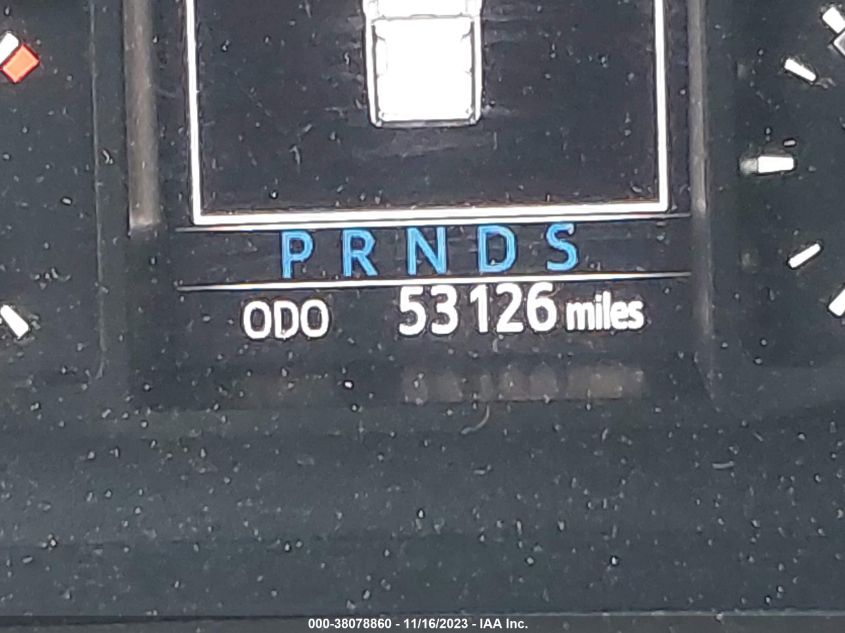 P R N D S
ODO 53126 miles
000-38078860 - 11/16/2023 - IAA Inc.